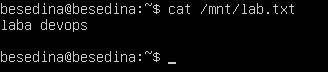 besedina@besedina:~$ cat /mnt/lab.txt
laba devops
besedina@besedina:~$ _